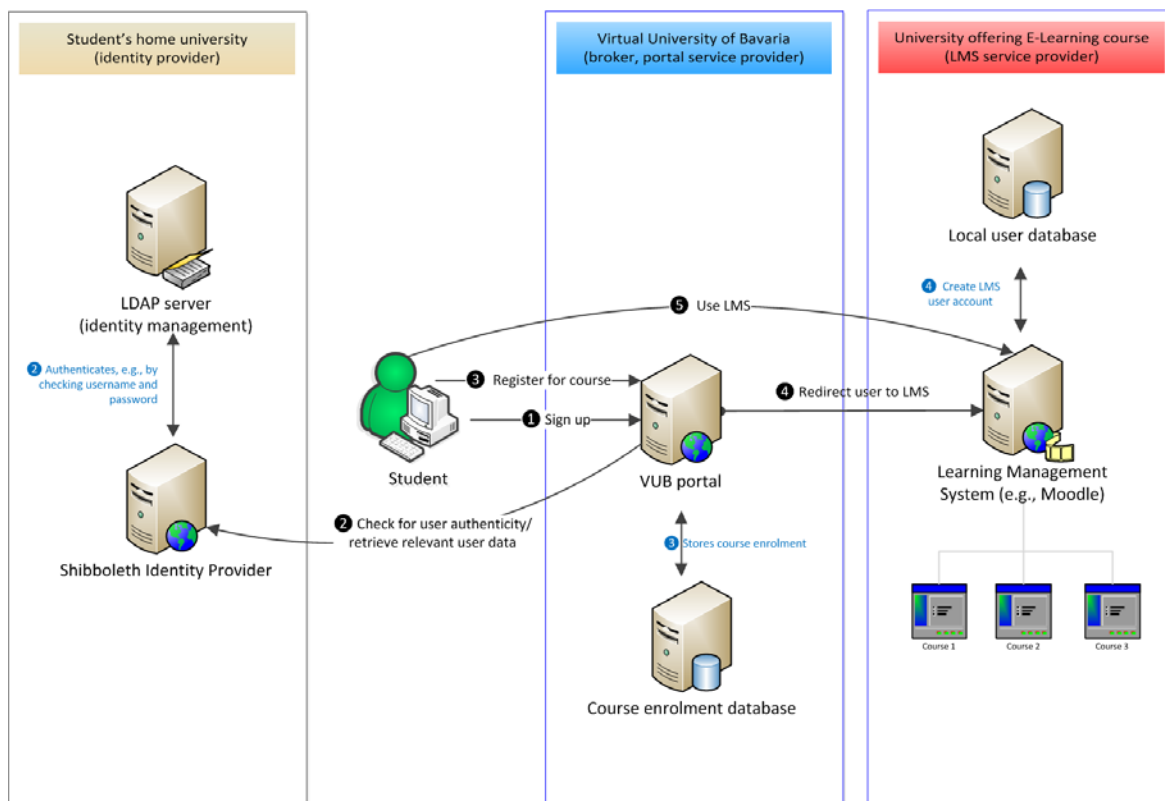 Student's home university
(identity provider)
Virtual University of Bavaria
(broker, portal service provider)
University offering E-Learning course
(LMS service provider)
LDAP server
(identity management)
2 Authenticates, e.g., by
checking username and
password
Shibboleth Identity Provider
Student
5 Use LMS
3 Register for course
1 Sign up
2 Check for user authenticity/
retrieve relevant user data
VUB portal
3 Stores course enrolment
Course enrolment database
4 Redirect user to LMS
Local user database
4 Create LMS
user account
Learning Management
System (e.g., Moodle)
Course 1
Course 2
Course 3